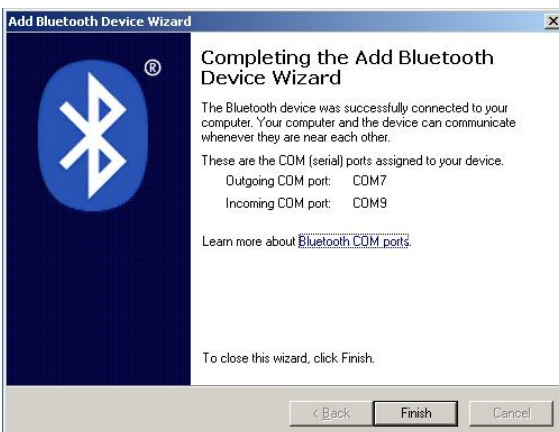 Add Bluetooth Device Wizard
®
Completing the Add Bluetooth
Device Wizard
The Bluetooth device was successfully connected to your
computer. Your computer and the device can communicate
whenever they are near each other.
These are the COM (serial) ports assigned to your device.
Outgoing COM port: COM7
Incoming COM port: COM9
Learn more about Bluetooth COM ports.
To close this wizard, click Finish.
< Back Finish Cancel